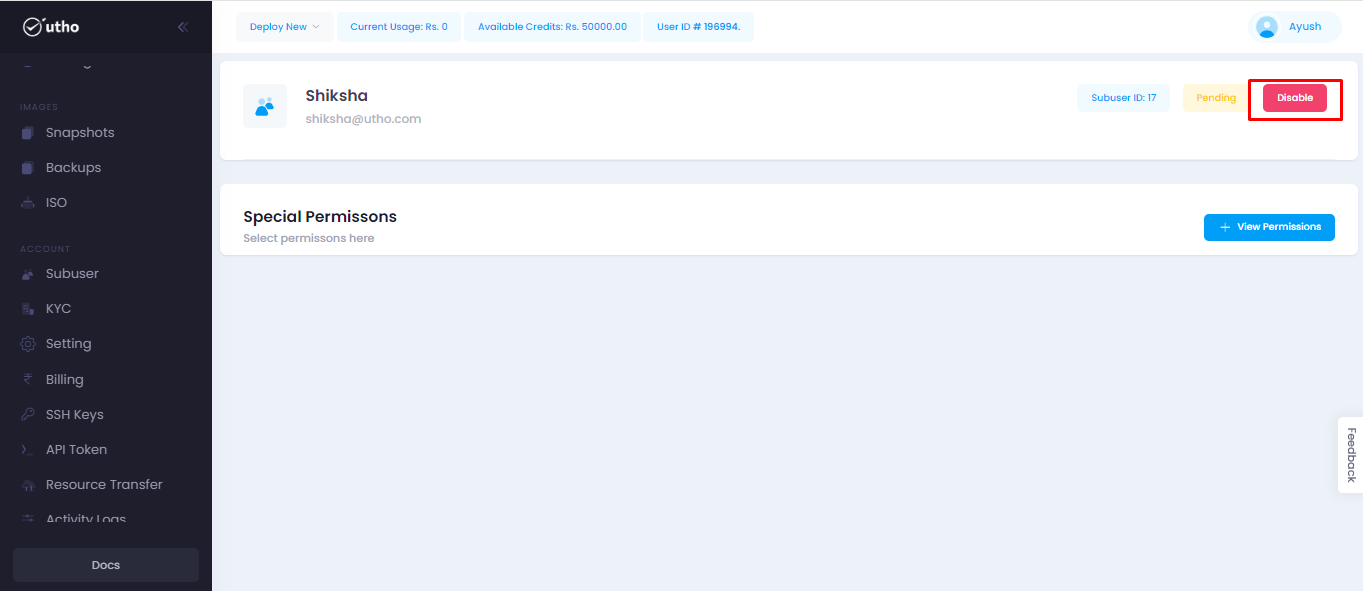 utho
IMAGES
Snapshots
Backups
ISO
ACCOUNT
Subuser
KYC
Setting
Billing
SSH Keys
API Token
Resource Transfer
Activity Logs
Docs
Deploy New
Current Usage: Rs. 0
Available Credits: Rs. 50000.00
User ID # 196994.
Ayush
Shiksha
shiksha@utho.com
Subuser ID: 17
Pending
Disable
Special Permissons
Select permissons here
View Permissions
Feedback